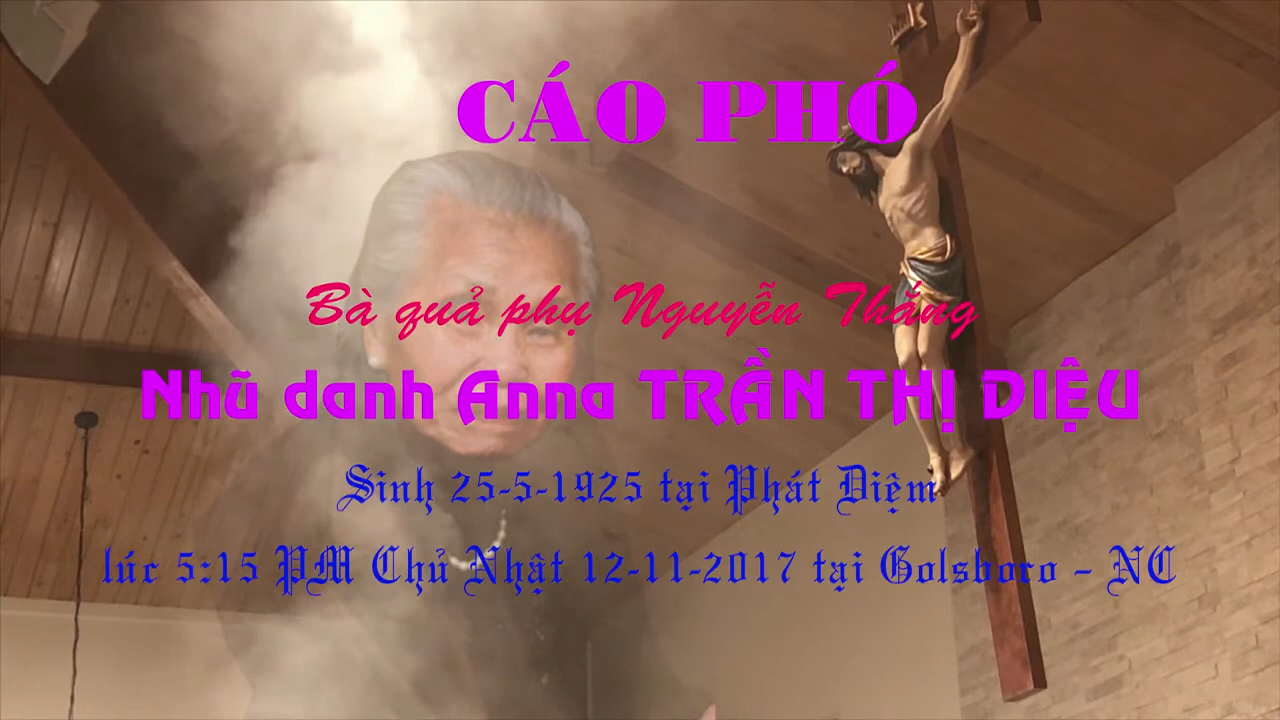 CÁO PHÓ
Bà quả phụ Nguyễn Thắng
Nhũ danh Anna TRẦN THỊ DIỆU
Sinh 25-5-1925 tại Phát Diệm
lúc 5:15 PM Chủ Nhật 12-11-2017 tại Golsboro - NC